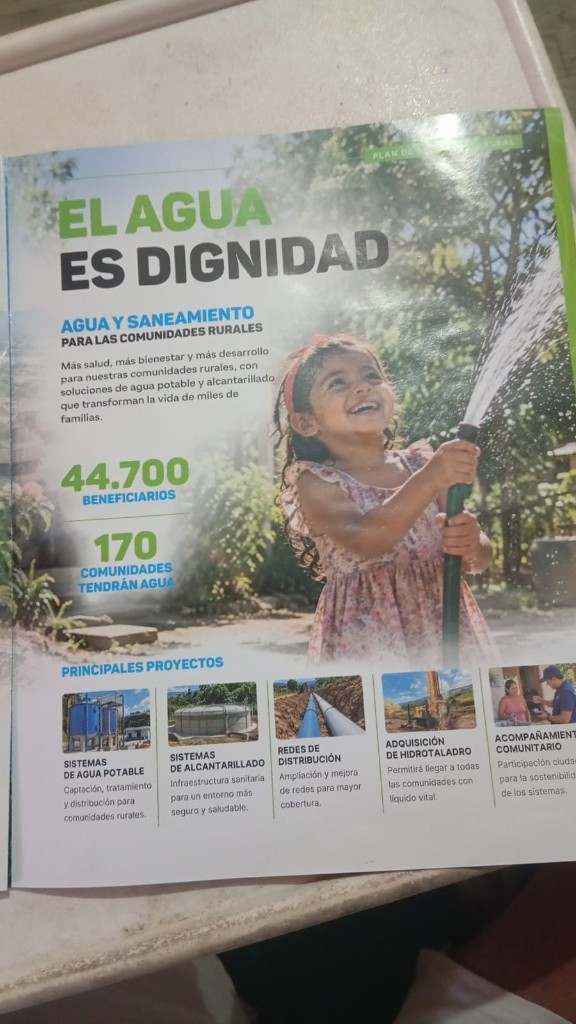 PLAN DE
EL AGUA
ES DIGNIDAD
AGUA Y SANEAMIENTO
PARA LAS COMUNIDADES RURALES
Más salud, más bienestar y más desarrollo
para nuestras comunidades rurales, con
soluciones de agua potable y alcantarillado
que transforman la vida de miles de
familias.
44.700
BENEFICIARIOS
170
COMUNIDADES
TENDRÁN AGUA
PRINCIPALES PROYECTOS
SISTEMAS
DE AGUA POTABLE
Captación, tratamiento
y distribución para
comunidades rurales.
SISTEMAS
DE ALCANTARILLADO
Infraestructura sanitaria
para un entorno más
seguro y saludable.
REDES DE
DISTRIBUCIÓN
Ampliación y mejora
de redes para mayor
cobertura.
ADQUISICIÓN
DE HIDROTALADRO
Permitirá llegar a todas
las comunidades con
líquido vital.
ACOMPAÑAMIENT
COMUNITARIO
Participación ciuda
para la sostenibilid
de los sistemas.